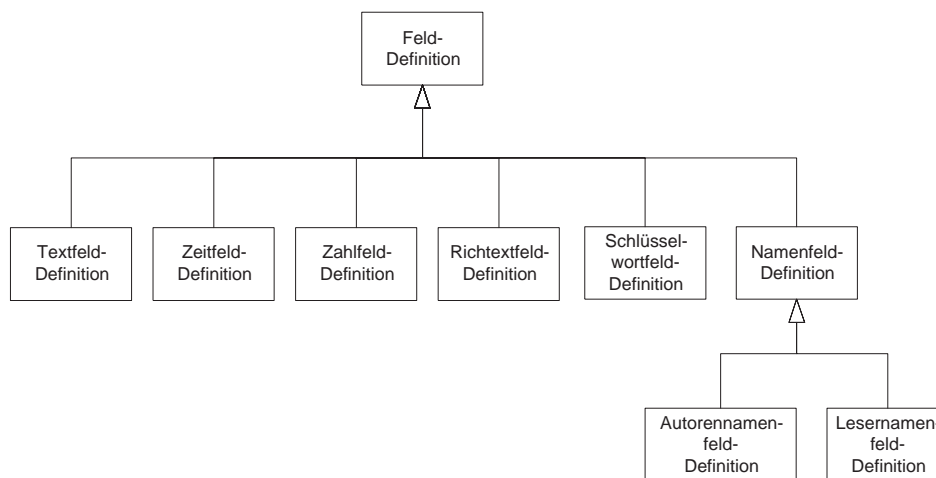 Feld-
Definition
Textfeld-
Definition
Zeitfeld-
Definition
Zahlfeld-
Definition
Richtextfeld-
Definition
Schlüssel-
wortfeld-
Definition
Namenfeld-
Definition
Autorennamen-
feld-
Definition
Lesernamen-
feld-
Definition